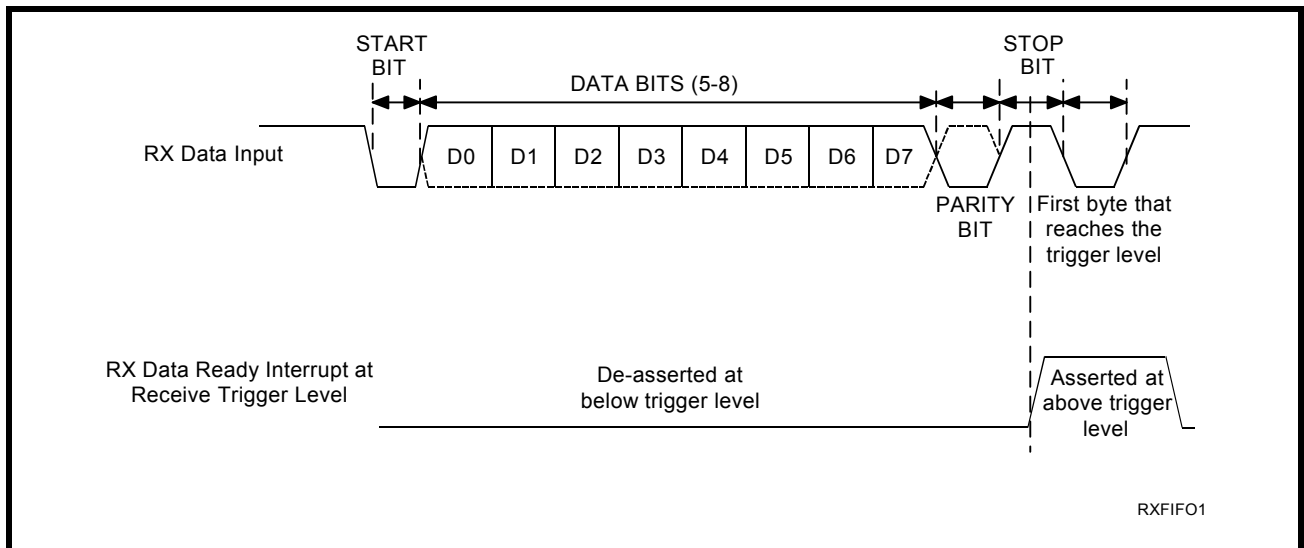 START
BIT
DATA BITS (5-8)
STOP
BIT
RX Data Input
D0 D1 D2 D3 D4 D5 D6 D7
PARITY
BIT
First byte that
reaches the
trigger level
RX Data Ready Interrupt at
Receive Trigger Level
De-asserted at
below trigger level
Asserted at
above trigger
level
RXFIFO1